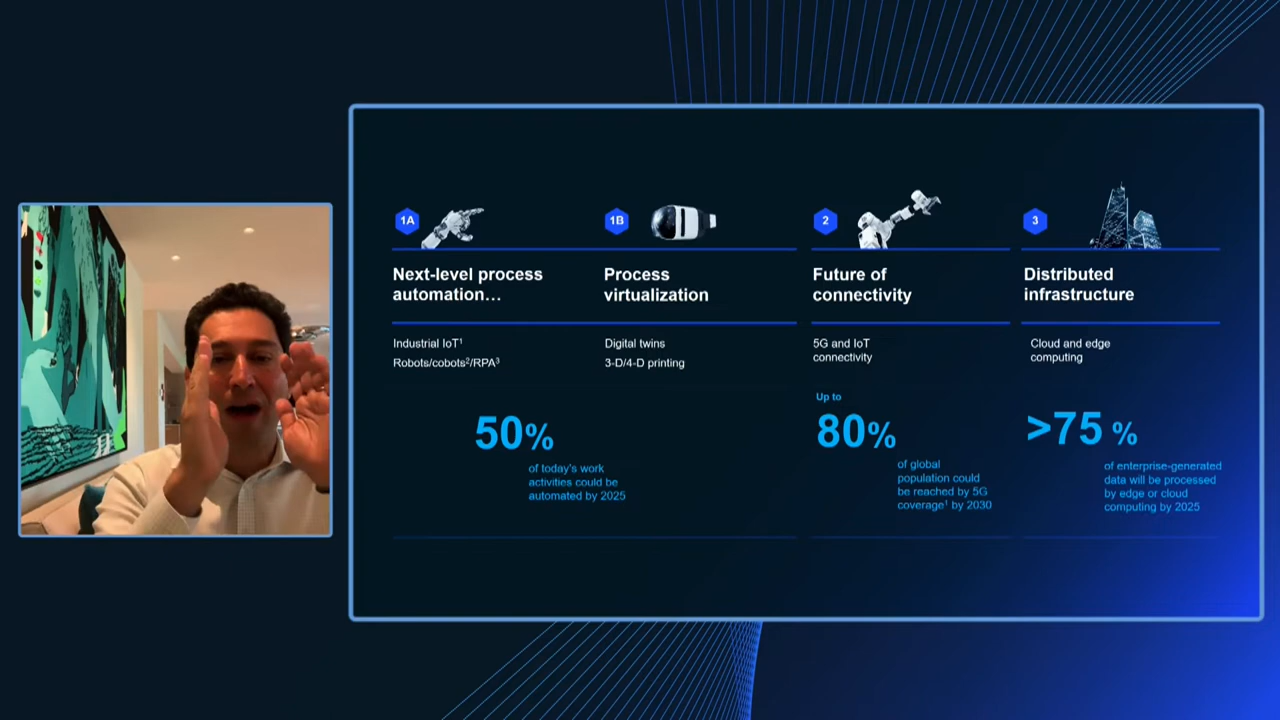 1A
Next-level process
automation…
Industrial IoT¹
Robots/cobots²/RPA³
1B
Process
virtualization
Digital twins
3-D/4-D printing
50%
of today's work
activities could be
automated by 2025
2
Future of
connectivity
5G and IoT
connectivity
Up to
80%
of global
population could
be reached by 5G
coverage¹ by 2030
3
Distributed
infrastructure
Cloud and edge
computing
>75 %
of enterprise-generated
data will be processed
by edge or cloud
computing by 2025